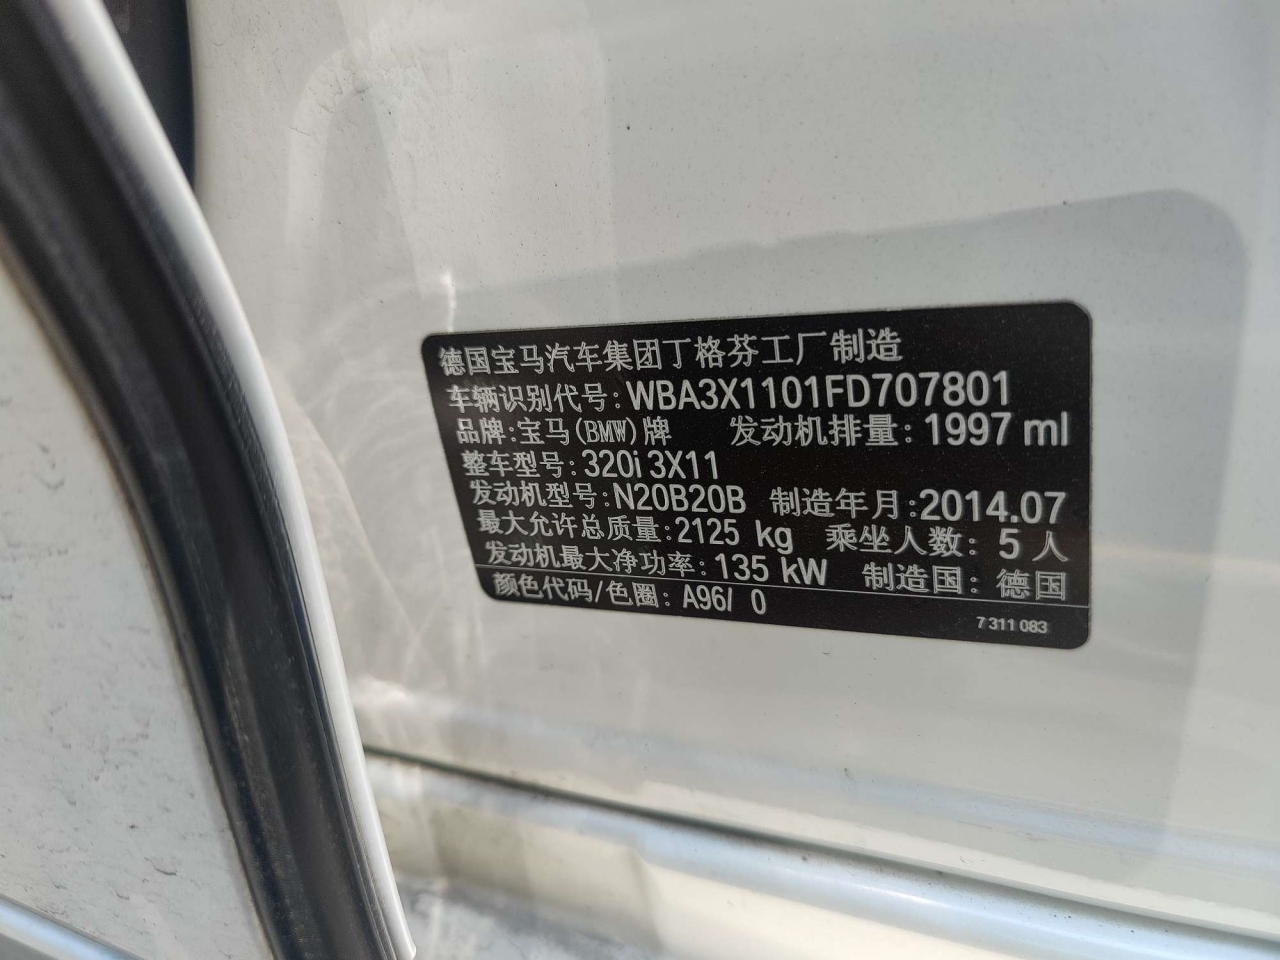 德国宝马汽车集团丁格芬工厂制造
车辆识别代号: WBA3X1101FD707801
品牌:宝马(BMW)牌 发动机排量: 1997 ml
整车型号: 320i 3X11
发动机型号: N20B20B 制造年月: 2014.07
最大允许总质量: 2125 kg 乘坐人数: 5 人
发动机最大净功率: 135 kW 制造国: 德国
颜色代码/色圈: A96/ 0
7 311 083